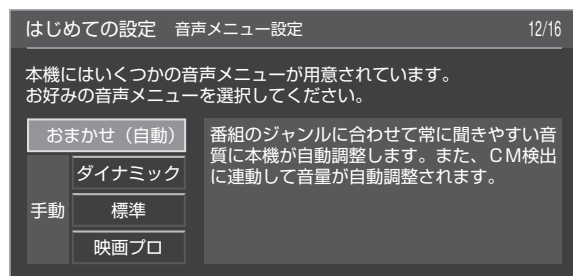 はじめての設定 音声メニュー設定 12/16
本機にはいくつかの音声メニューが用意されています。
お好みの音声メニューを選択してください。
おまかせ（自動）
手動
ダイナミック
標準
映画プロ
番組のジャンルに合わせて常に聞きやすい音
質に本機が自動調整します。また、ＣＭ検出
に連動して音量が自動調整されます。